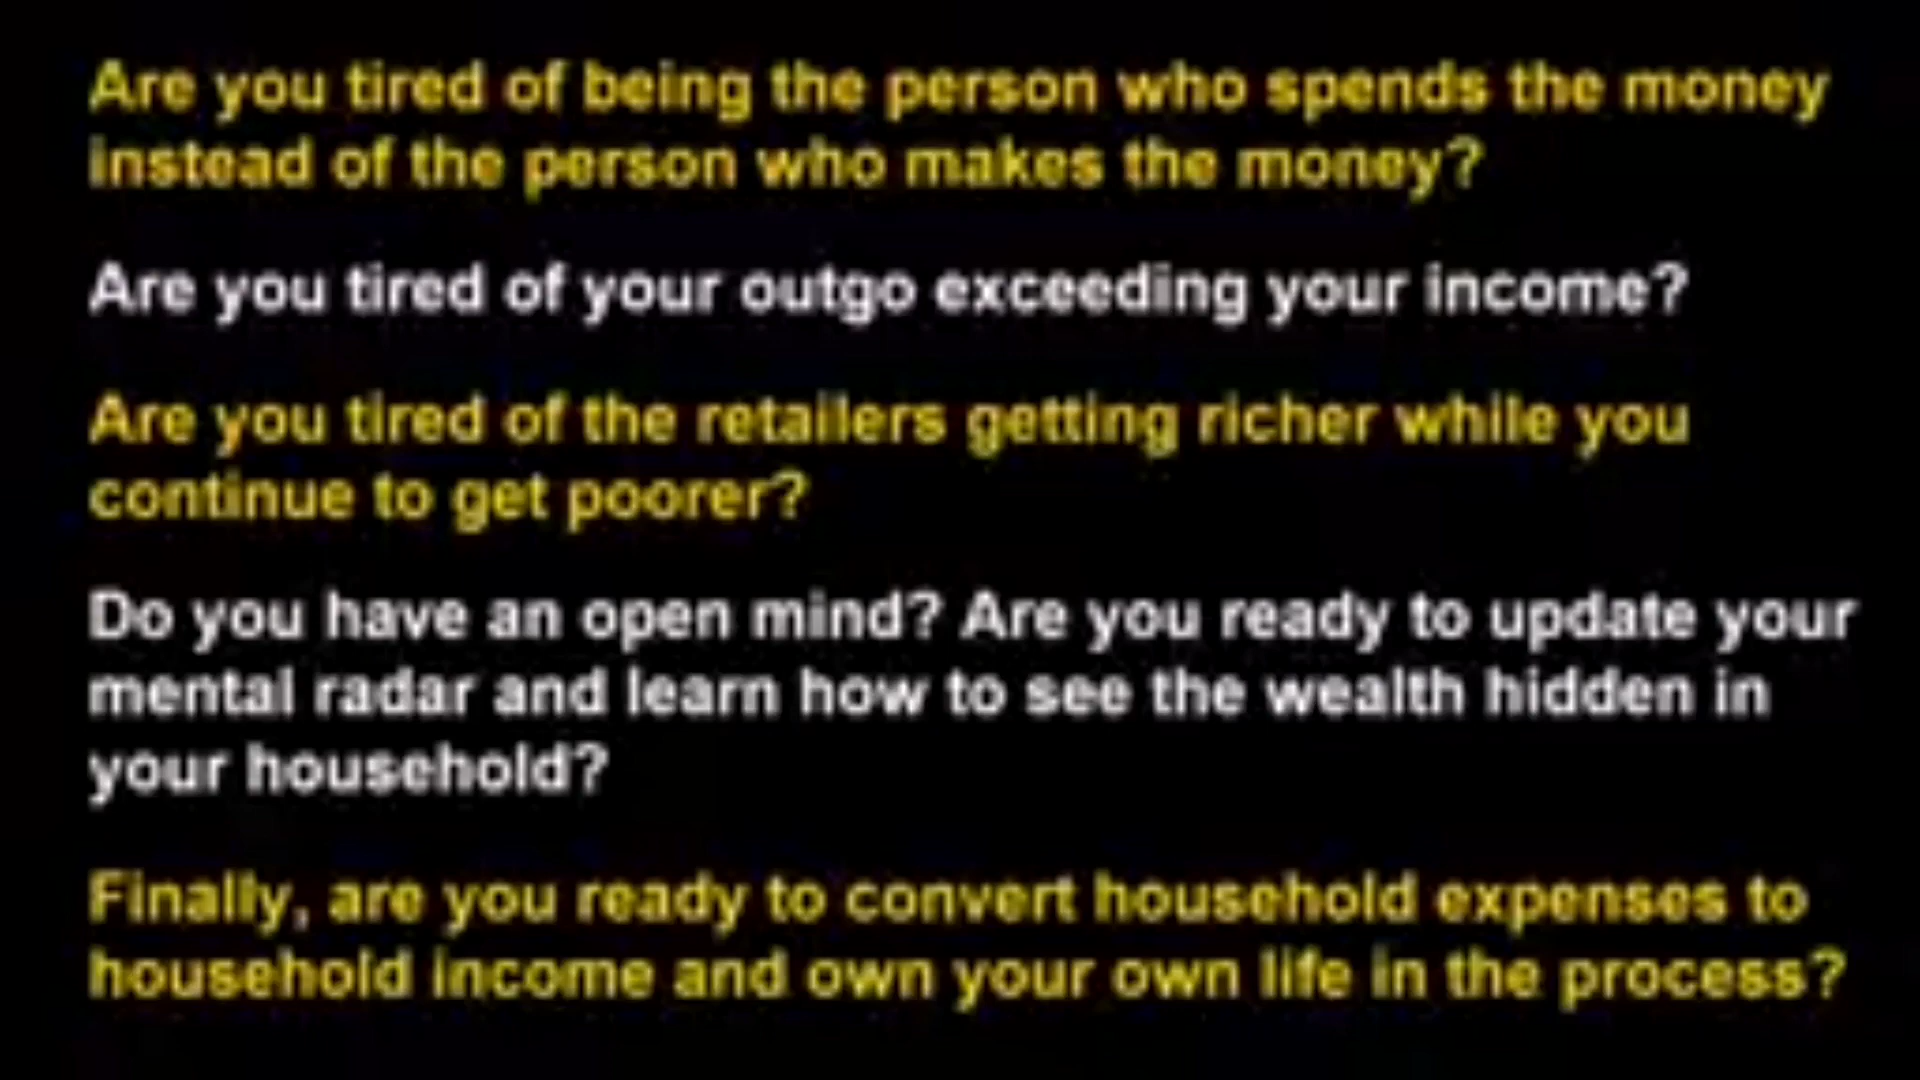 Are you tired of being the person who spends the money
instead of the person who makes the money?
Are you tired of your outgo exceeding your income?
Are you tired of the retailers getting richer while you
continue to get poorer?
Do you have an open mind? Are you ready to update your
mental radar and learn how to see the wealth hidden in
your household?
Finally, are you ready to convert household expenses to
household income and own your own life in the process?